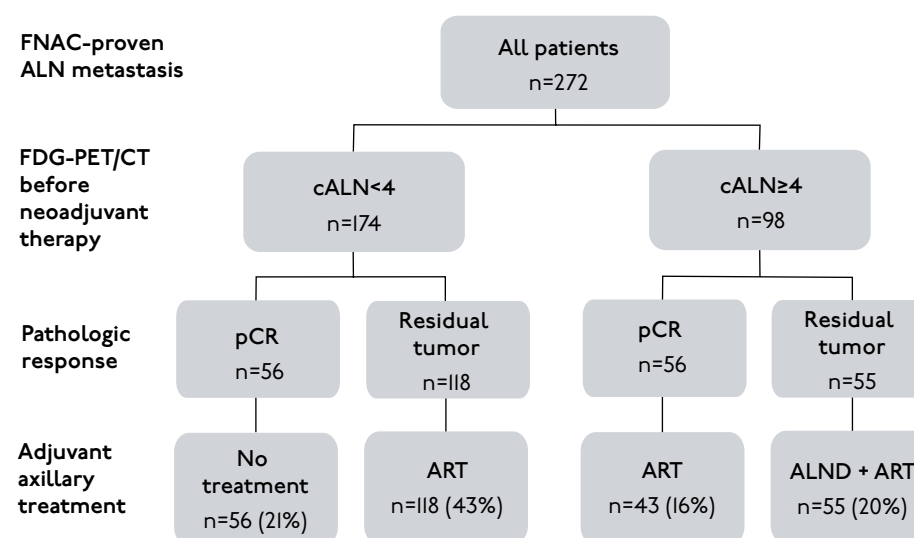 FNAC-proven
ALN metastasis
All patients
n=272
FDG-PET/CT
before
neoadjuvant
therapy
cALN<4
n=174
cALN≥4
n=98
Pathologic
response
pCR
n=56
Residual
tumor
n=118
pCR
n=56
Residual
tumor
n=55
Adjuvant
axillary
treatment
No
treatment
n=56 (21%)
ART
n=118 (43%)
ART
n=43 (16%)
ALND + ART
n=55 (20%)